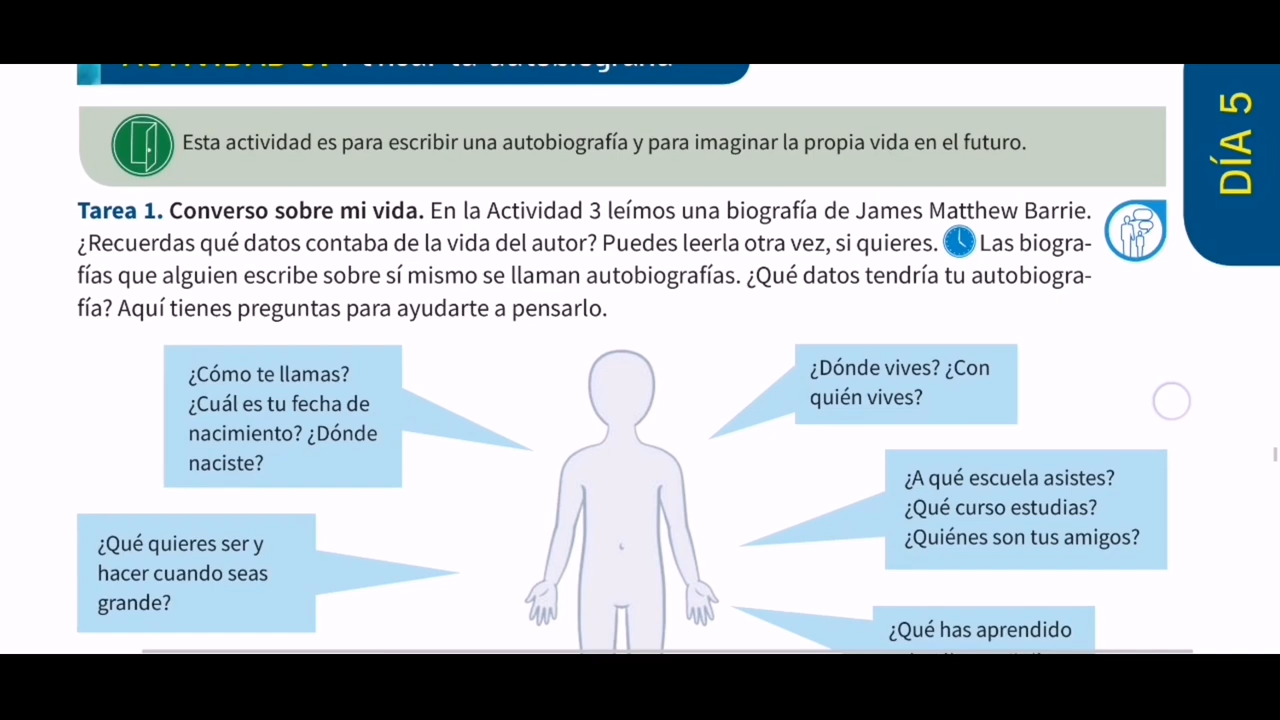 DÍA 5
Esta actividad es para escribir una autobiografía y para imaginar la propia vida en el futuro.
Tarea 1. Converso sobre mi vida. En la Actividad 3 leímos una biografía de James Matthew Barrie.
¿Recuerdas qué datos contaba de la vida del autor? Puedes leerla otra vez, si quieres. Las biogra-
fías que alguien escribe sobre sí mismo se llaman autobiografías. ¿Qué datos tendría tu autobiogra-
fía? Aquí tienes preguntas para ayudarte a pensarlo.
¿Cómo te llamas?
¿Cuál es tu fecha de
nacimiento? ¿Dónde
naciste?
¿Dónde vives? ¿Con
quién vives?
¿A qué escuela asistes?
¿Qué curso estudias?
¿Quiénes son tus amigos?
¿Qué quieres ser y
hacer cuando seas
grande?
¿Qué has aprendido